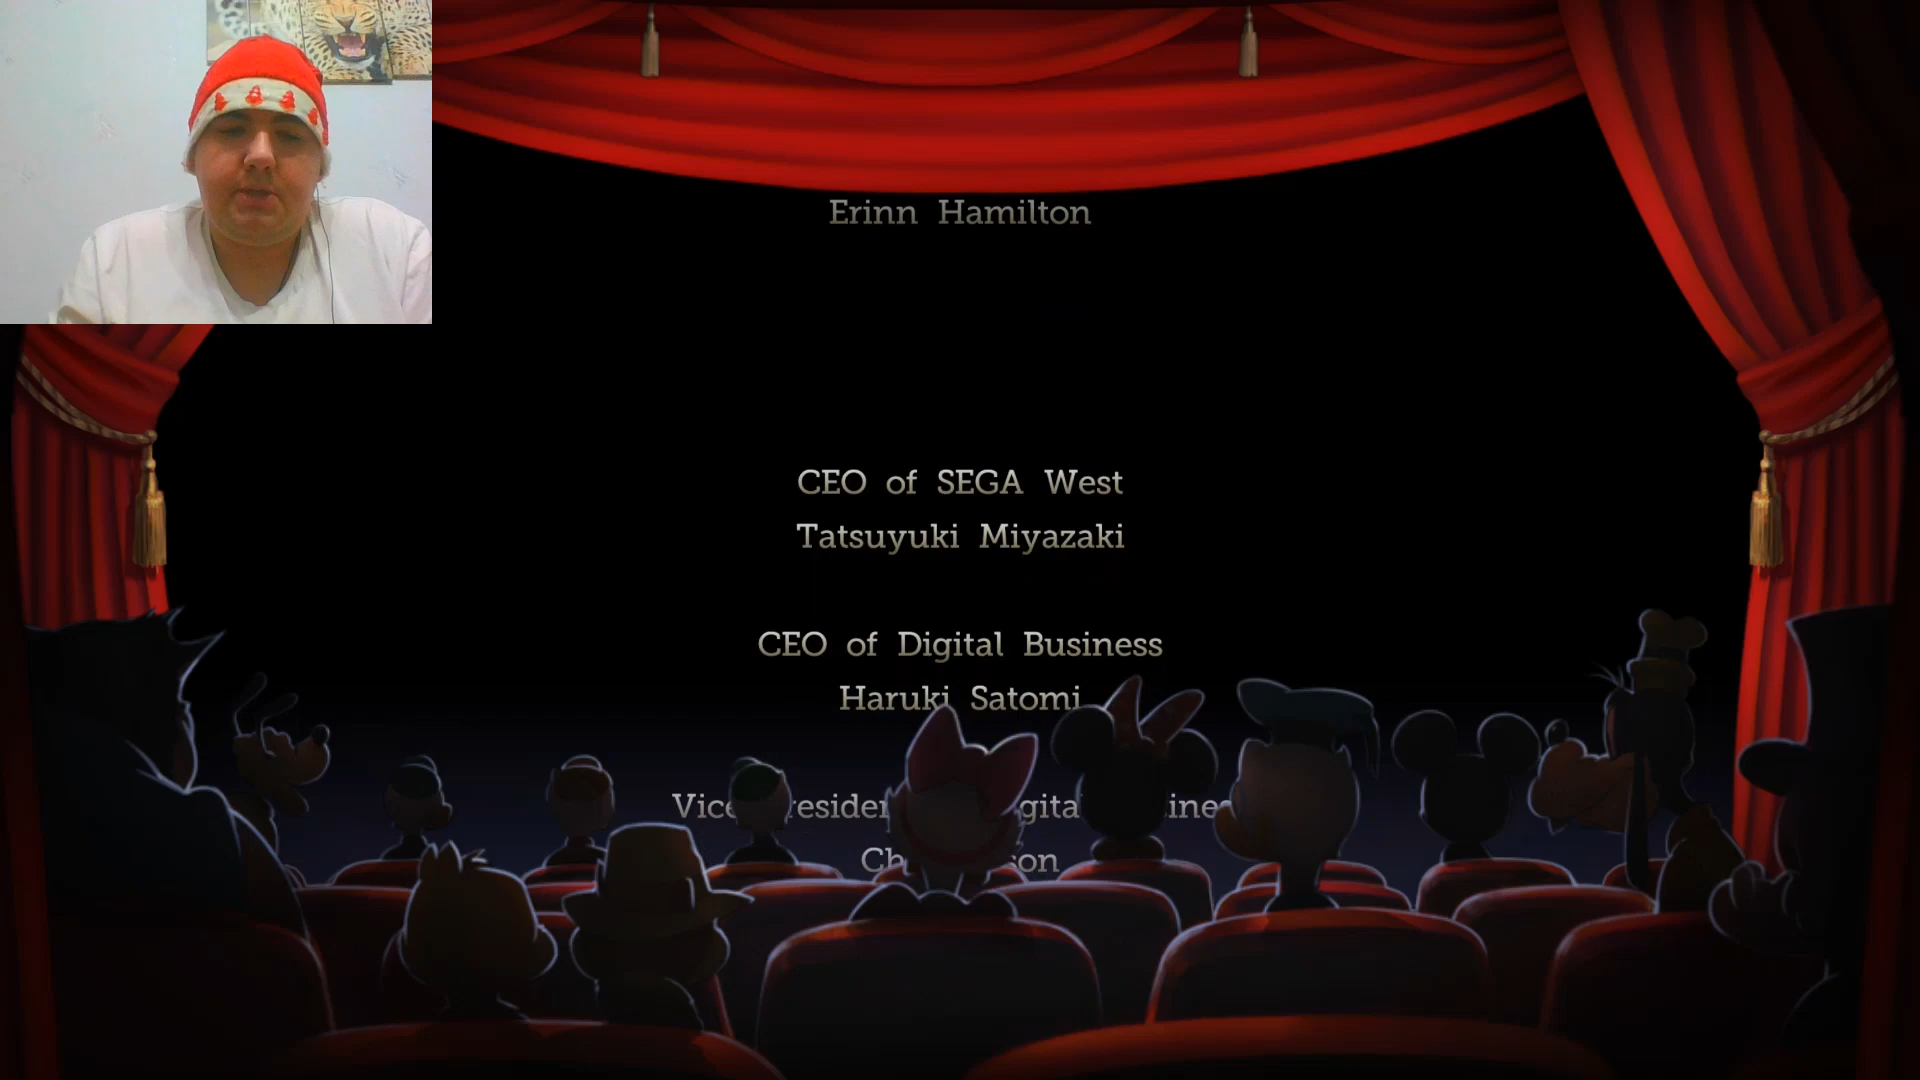 Erinn Hamilton
CEO of SEGA West
Tatsuyuki Miyazaki
CEO of Digital Business
Haruki Satomi